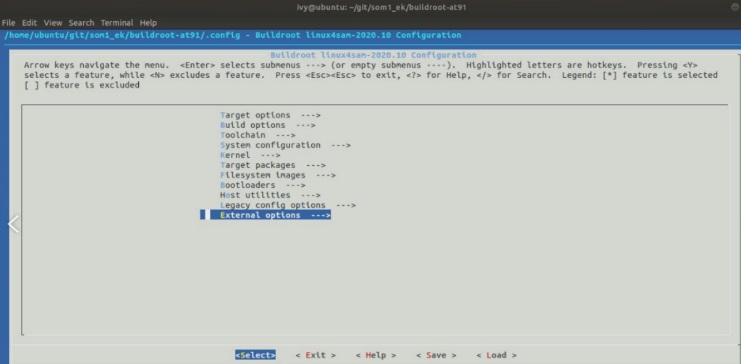 ivy@ubuntu: ~/git/som1_ek/buildroot-at91
File Edit View Search Terminal Help
/home/ubuntu/git/som1_ek/buildroot-at91/.config - Buildroot linux4sam-2020.10 Configuration
Buildroot linux4sam-2020.10 Configuration
Arrow keys navigate the menu. <Enter> selects submenus ---> (or empty submenus ----). Highlighted letters are hotkeys. Pressing <Y>
selects a feature, while <N> excludes a feature. Press <Esc><Esc> to exit, <?> for Help, </> for Search. Legend: [*] feature is selected
[ ] feature is excluded
Target options --->
Build options --->
Toolchain --->
System configuration --->
Kernel --->
Target packages --->
Filesystem images --->
Bootloaders --->
Host utilities --->
Legacy config options --->
External options --->
<Select> < Exit > < Help > < Save > < Load >